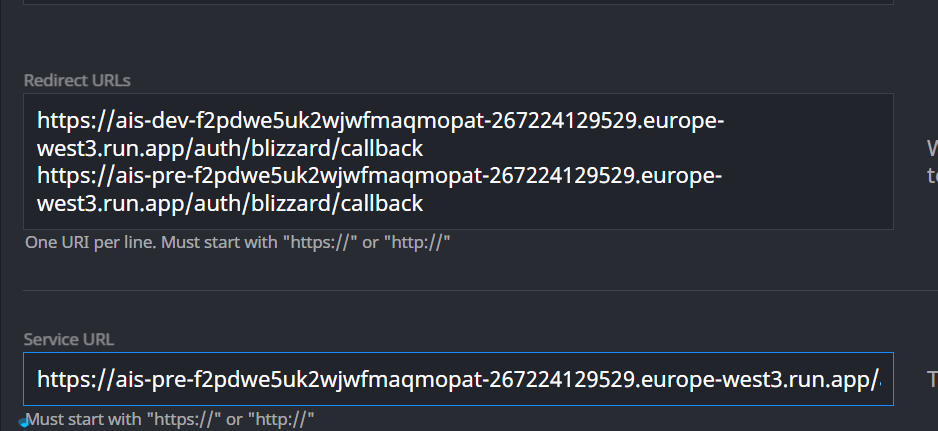 Redirect URLs
https://ais-dev-f2pdwe5uk2wjwfmaqmopat-267224129529.europe-
west3.run.app/auth/blizzard/callback
https://ais-pre-f2pdwe5uk2wjwfmaqmopat-267224129529.europe-
west3.run.app/auth/blizzard/callback
One URI per line. Must start with "https://" or "http://"
Service URL
https://ais-pre-f2pdwe5uk2wjwfmaqmopat-267224129529.europe-west3.run.app/
Must start with "https://" or "http://"